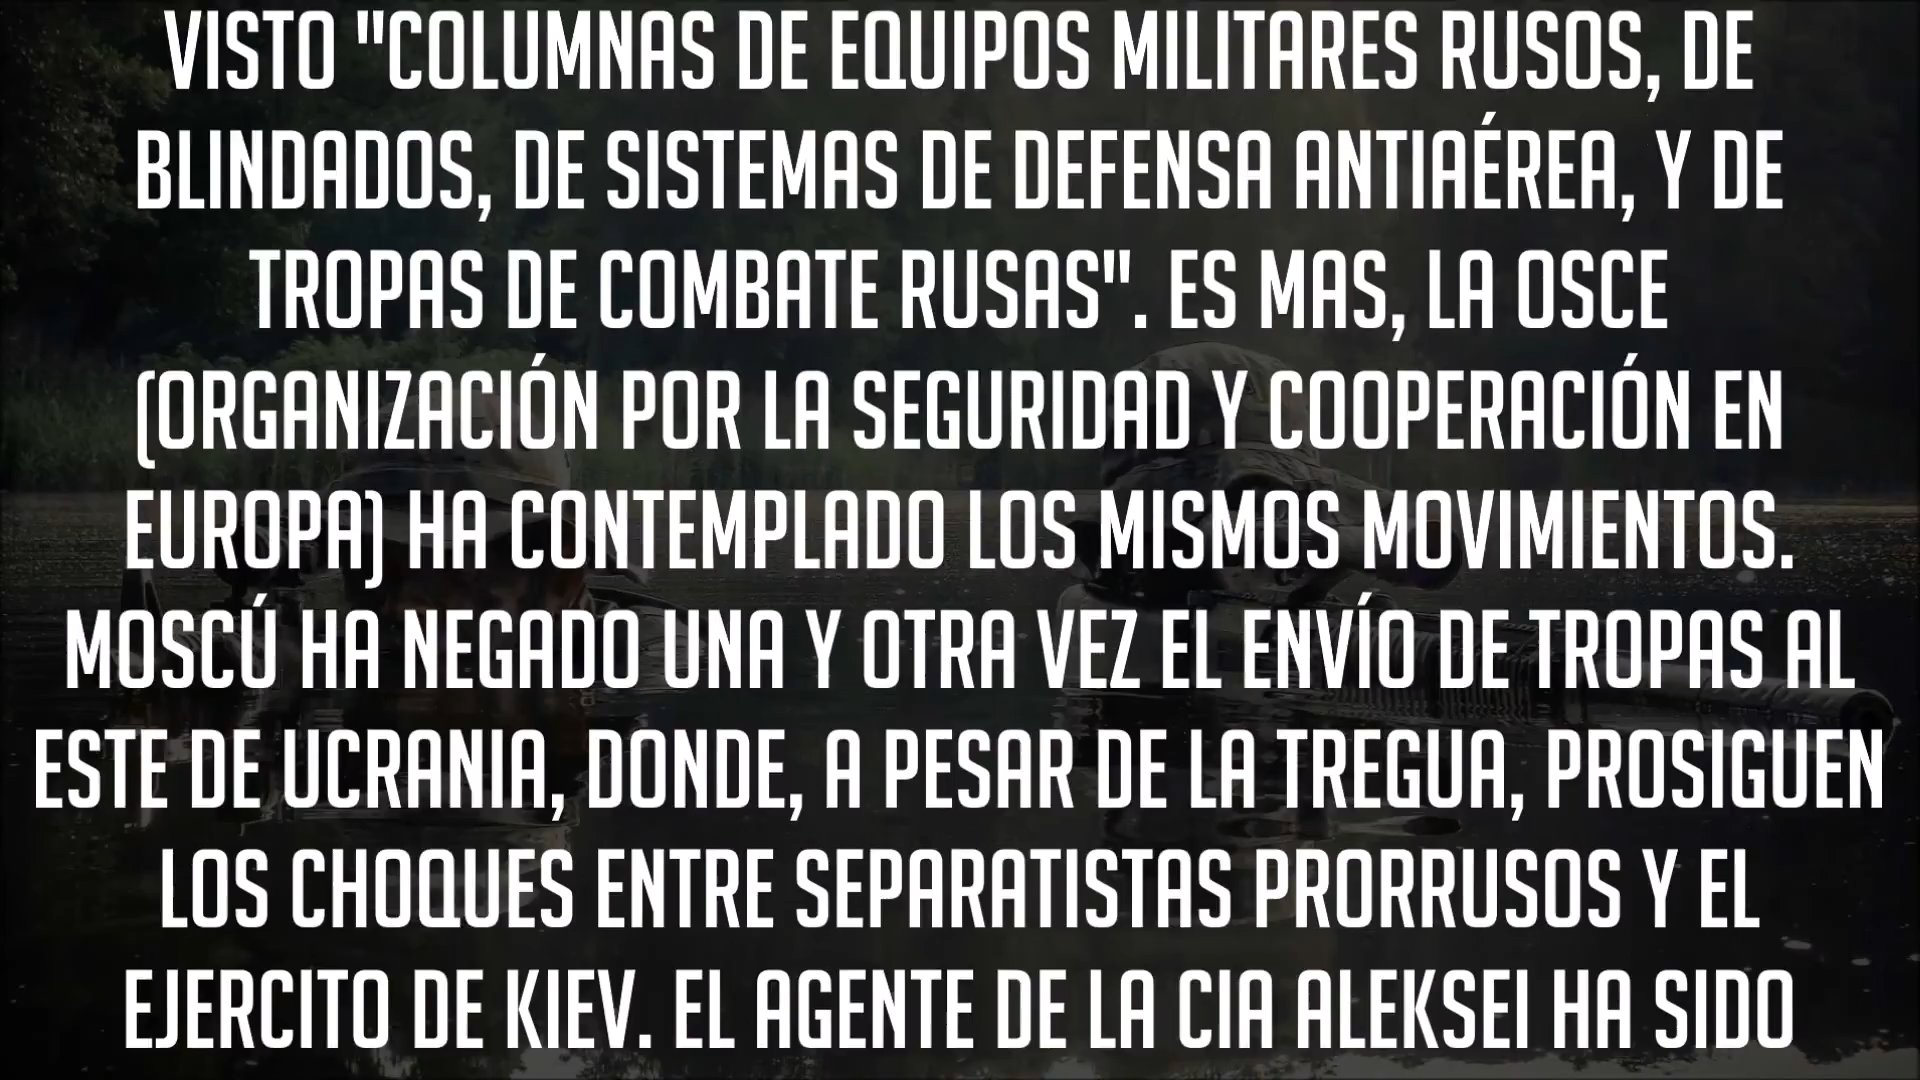 VISTO "COLUMNAS DE EQUIPOS MILITARES RUSOS, DE
BLINDADOS, DE SISTEMAS DE DEFENSA ANTIAÉREA, Y DE
TROPAS DE COMBATE RUSAS". ES MAS, LA OSCE
(ORGANIZACIÓN POR LA SEGURIDAD Y COOPERACIÓN EN
EUROPA) HA CONTEMPLADO LOS MISMOS MOVIMIENTOS.
MOSCÚ HA NEGADO UNA Y OTRA VEZ EL ENVÍO DE TROPAS AL
ESTE DE UCRANIA, DONDE, A PESAR DE LA TREGUA, PROSIGUEN
LOS CHOQUES ENTRE SEPARATISTAS PRORRUSOS Y EL
EJERCITO DE KIEV. EL AGENTE DE LA CIA ALEKSEI HA SIDO